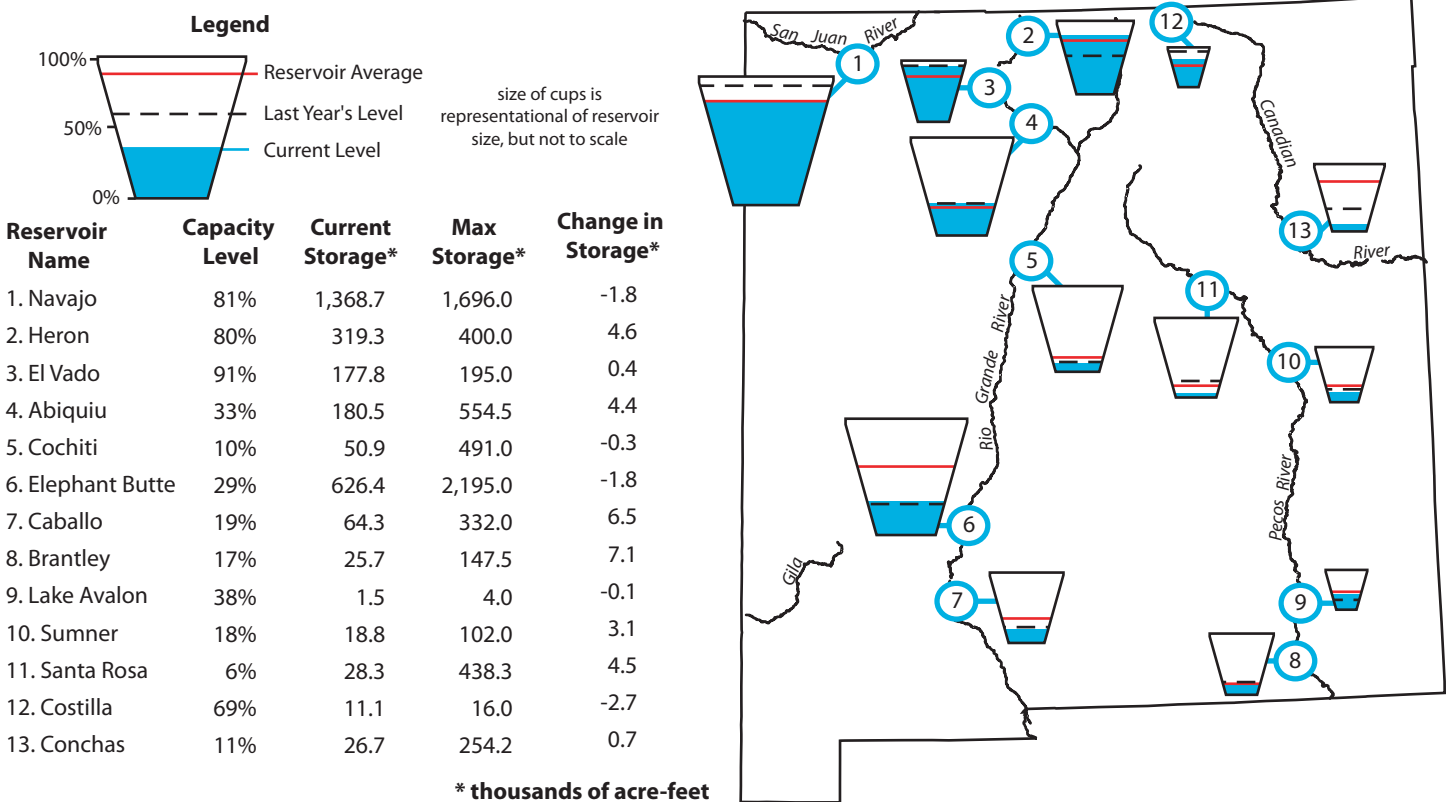 Legend
100%
50%
0%
Reservoir Average
Last Year's Level
Current Level
size of cups is
representational of reservoir
size, but not to scale
Reservoir Name Capacity Level Current Storage* Max Storage* Change in Storage*
1. Navajo 81% 1,368.7 1,696.0 -1.8
2. Heron 80% 319.3 400.0 4.6
3. El Vado 91% 177.8 195.0 0.4
4. Abiquiu 33% 180.5 554.5 4.4
5. Cochiti 10% 50.9 491.0 -0.3
6. Elephant Butte 29% 626.4 2,195.0 -1.8
7. Caballo 19% 64.3 332.0 6.5
8. Brantley 17% 25.7 147.5 7.1
9. Lake Avalon 38% 1.5 4.0 -0.1
10. Sumner 18% 18.8 102.0 3.1
11. Santa Rosa 6% 28.3 438.3 4.5
12. Costilla 69% 11.1 16.0 -2.7
13. Conchas 11% 26.7 254.2 0.7
* thousands of acre-feet
San Juan River
1
2
3
4
12
Canadian River
13
5
11
10
Rio Grande River
Pecos River
6
Gila
7
9
8